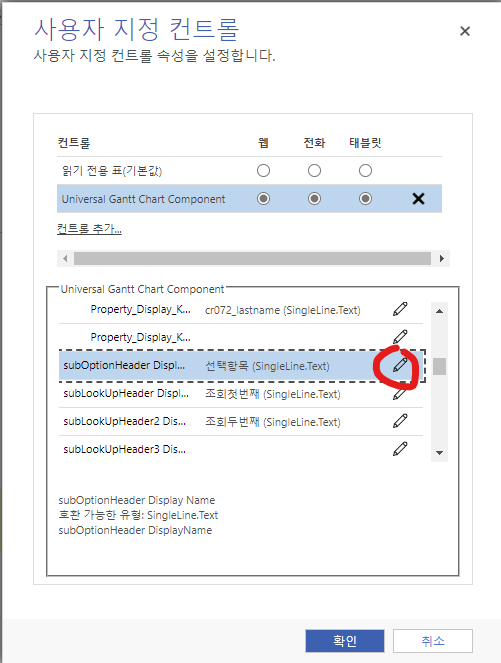 사용자 지정 컨트롤
사용자 지정 컨트롤 속성을 설정합니다.
컨트롤 웹 전화 태블릿
읽기 전용 표(기본값)
Universal Gantt Chart Component
컨트롤 추가...
Universal Gantt Chart Component
Property_Display_K... cr072_lastname (SingleLine.Text)
Property_Display_K...
subOptionHeader Displ... 선택항목 (SingleLine.Text)
subLookUpHeader Displ... 조회첫번째 (SingleLine.Text)
subLookUpHeader2 Dis... 조회두번째 (SingleLine.Text)
subLookUpHeader3 Dis...
subOptionHeader Display Name
호환 가능한 유형: SingleLine.Text
subOptionHeader DisplayName
확인 취소